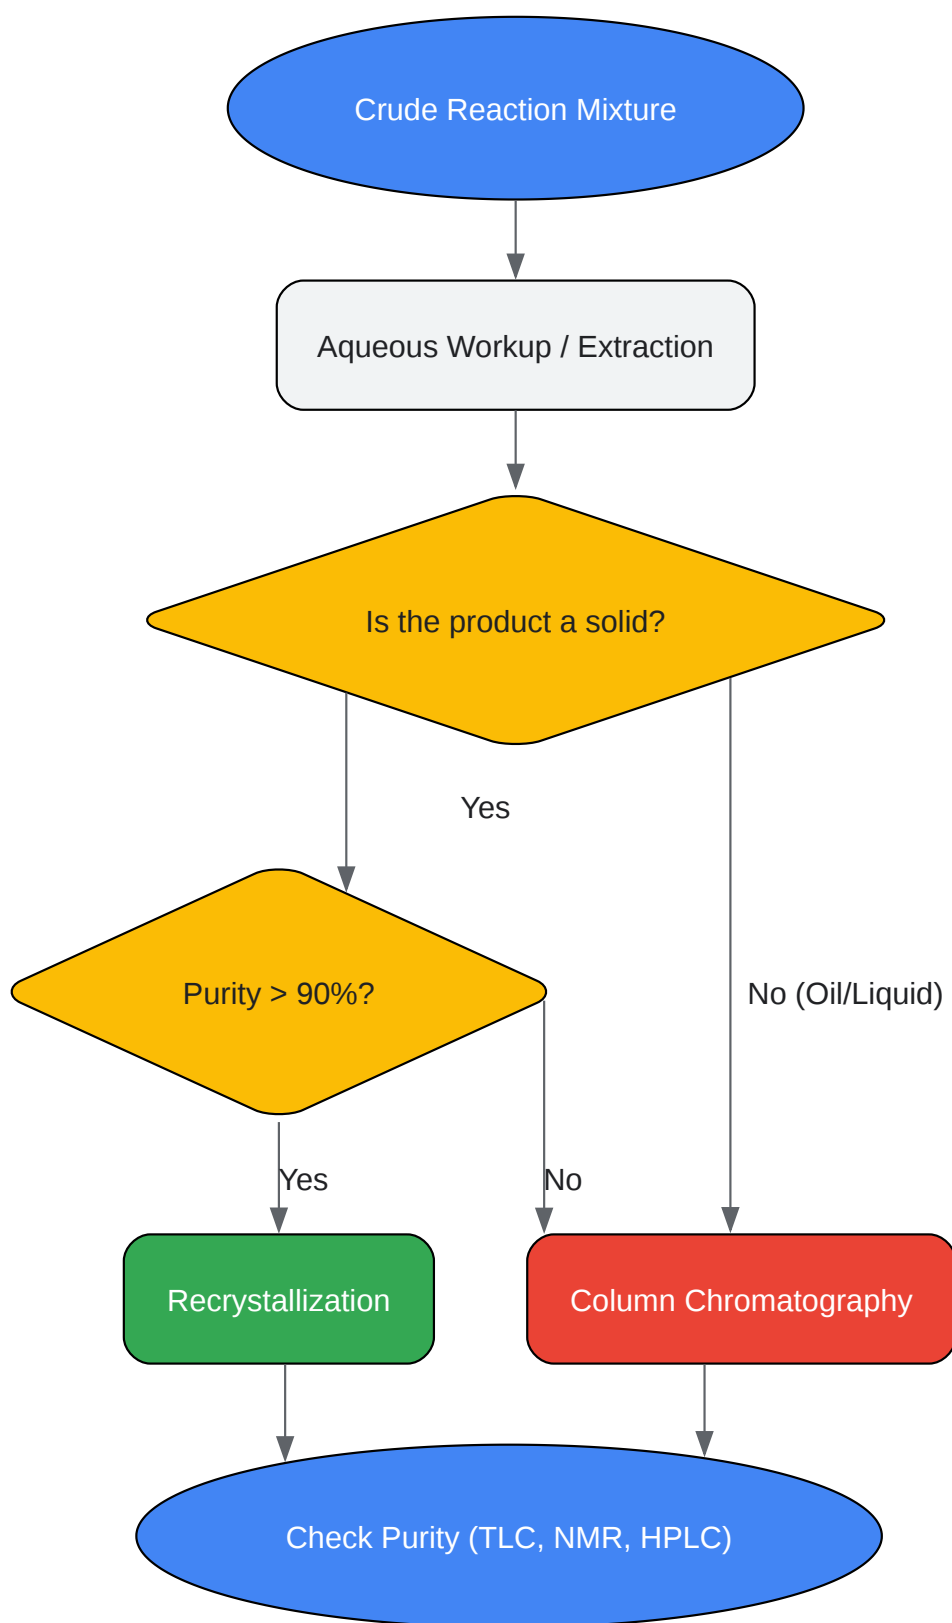 Crude Reaction Mixture
Aqueous Workup / Extraction
Is the product a solid?
Yes
Purity > 90%?
No (Oil/Liquid)
Yes
No
Recrystallization
Column Chromatography
Check Purity (TLC, NMR, HPLC)